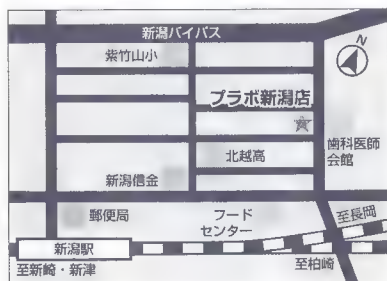 新潟バイパス
紫竹山小
N
プラボ新潟店
北越高
歯科医師
会館
新潟信金
郵便局
フード
センター
至長岡
新潟駅
至新崎・新津
至柏崎